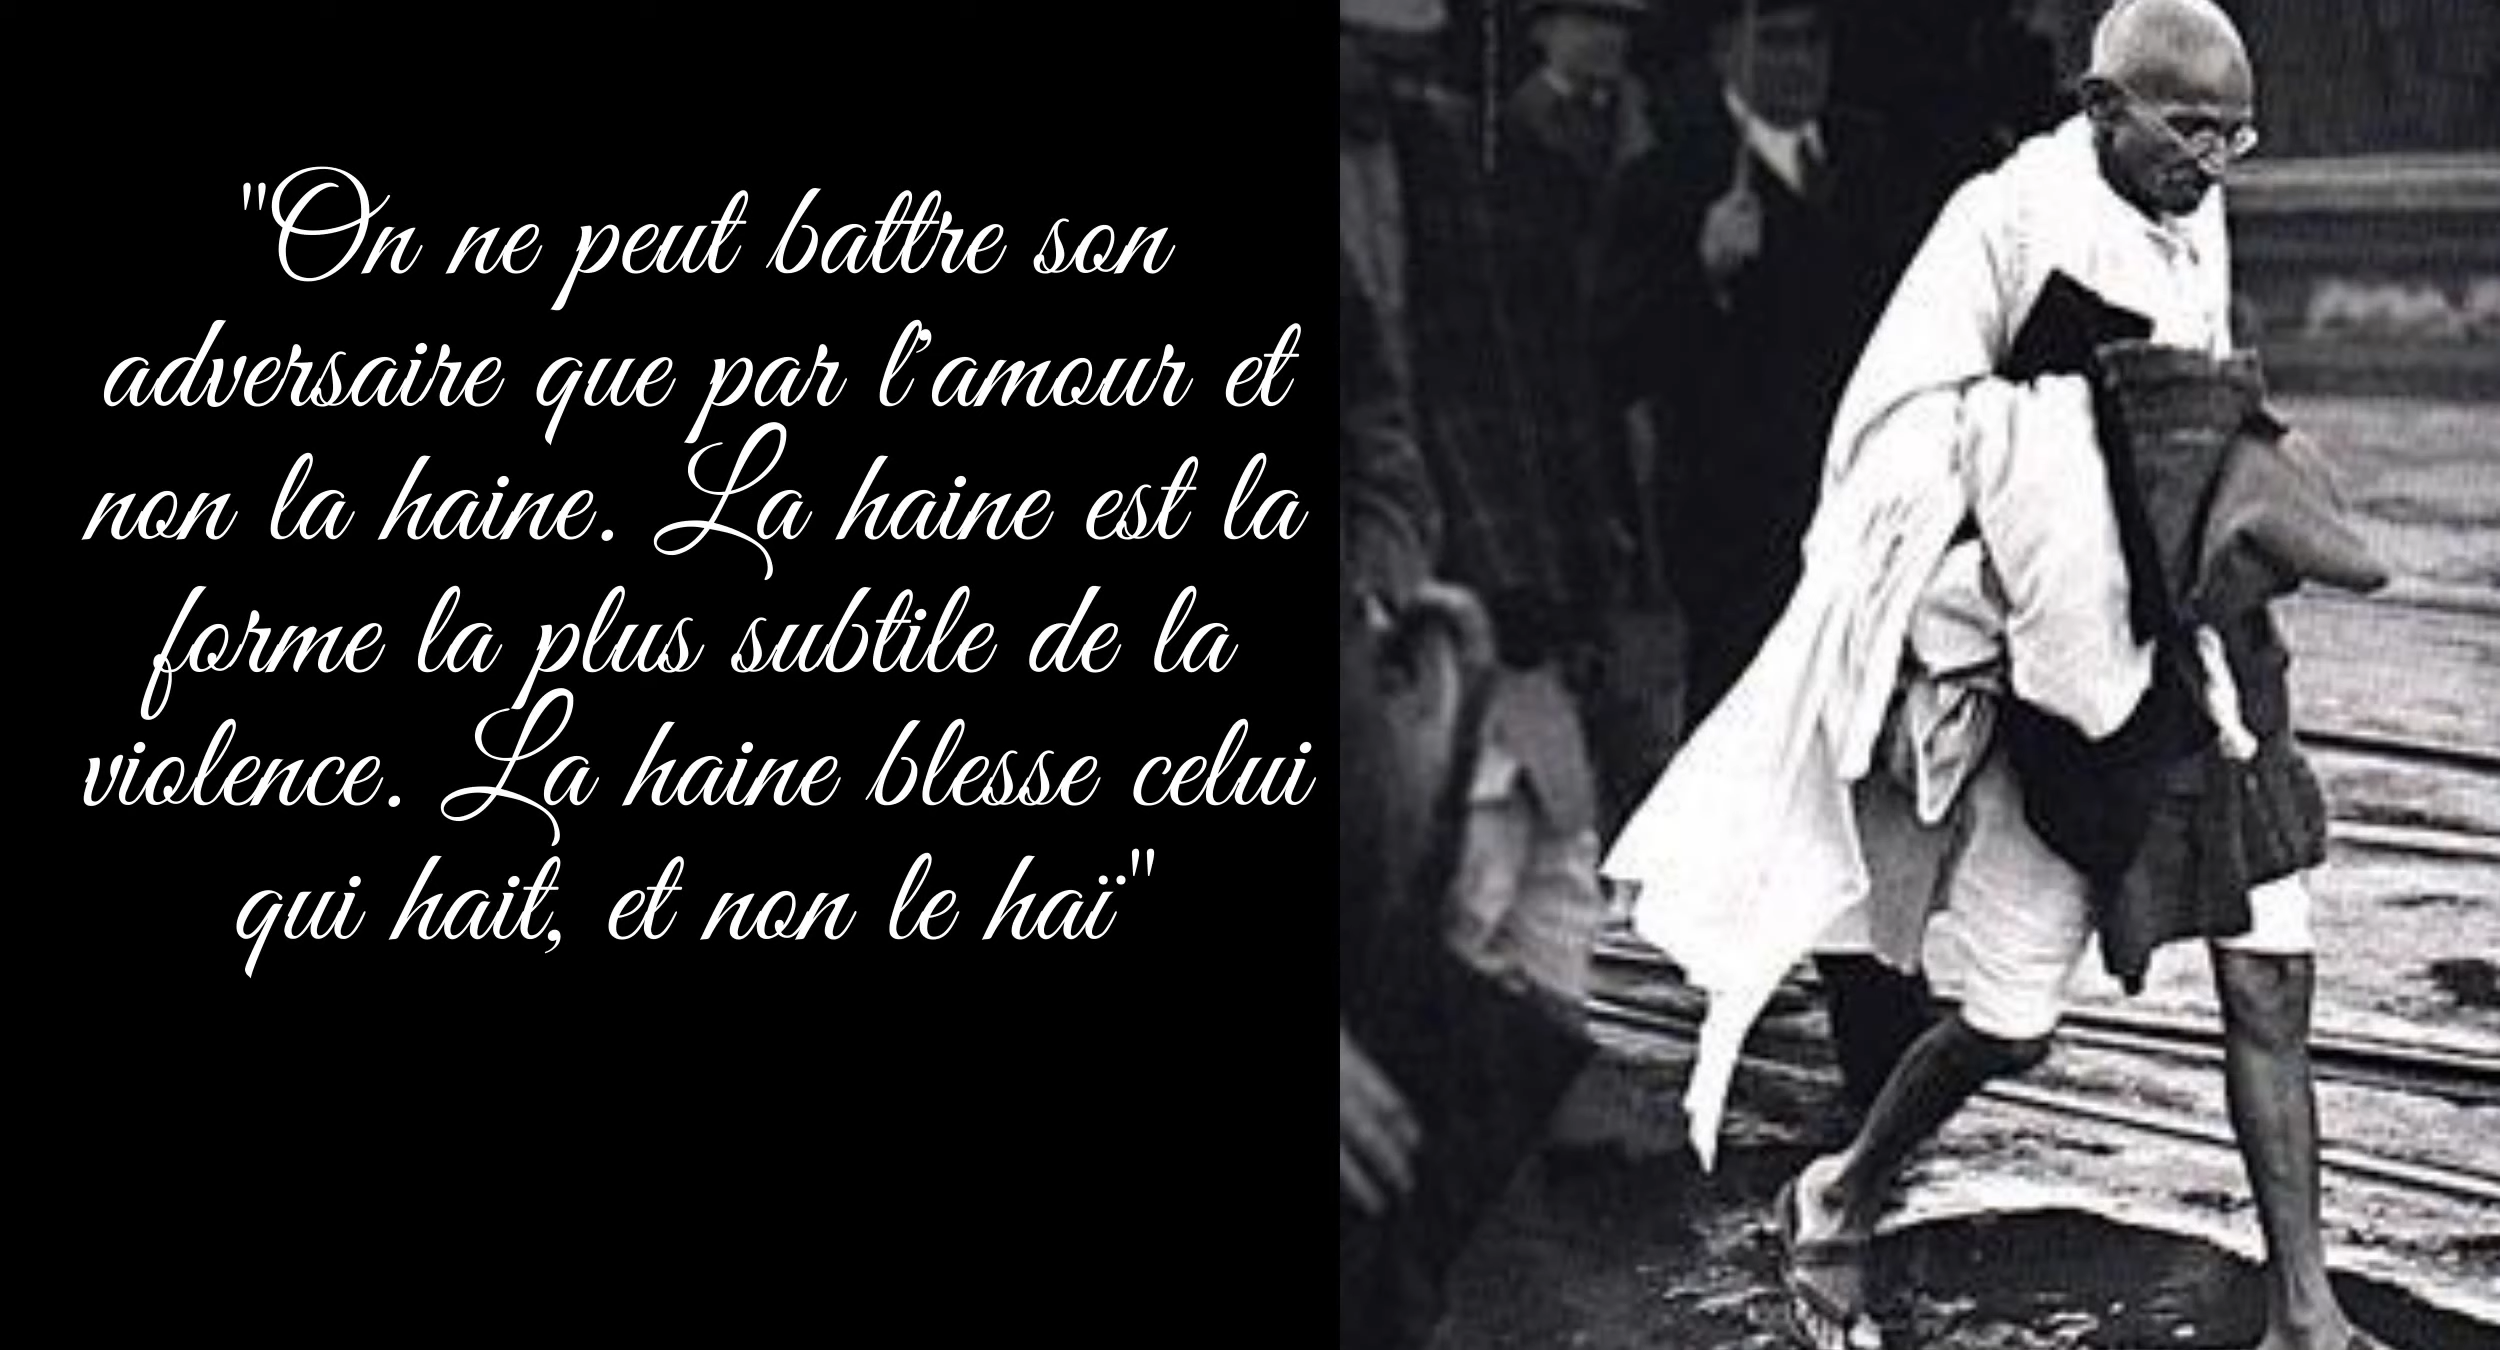 "On ne peut battre son
adversaire que par l'amour et
non la haine. La haine est la
forme la plus subtile de la
violence. La haine blesse celui
qui hait, et non le haï"